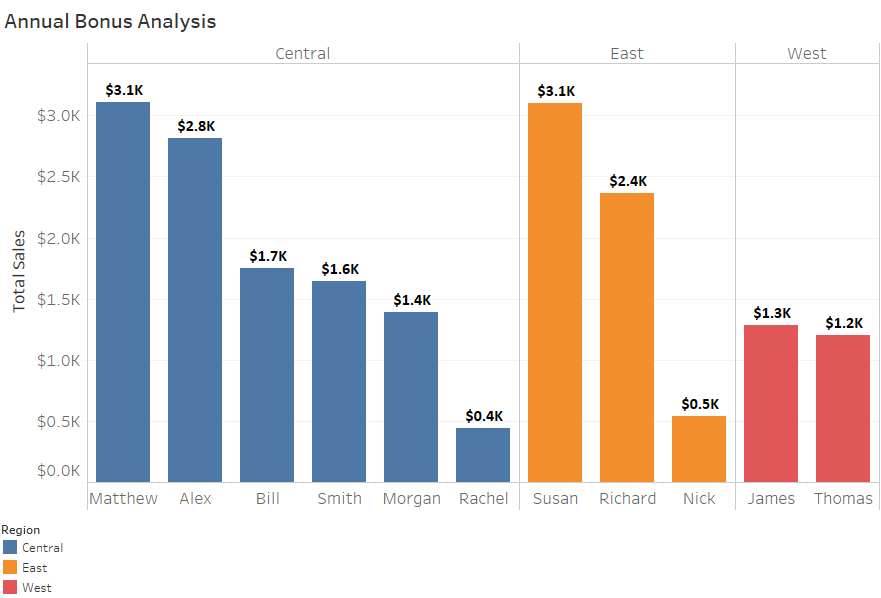 Annual Bonus Analysis
Central East West
$3.1K
$2.8K
$1.7K
$1.6K
$1.4K
$0.4K
$3.1K
$2.4K
$0.5K
$1.3K
$1.2K
Total Sales
$3.0K
$2.5K
$2.0K
$1.5K
$1.0K
$0.5K
$0.0K
Matthew Alex Bill Smith Morgan Rachel Susan Richard Nick James Thomas
Region
Central
East
West